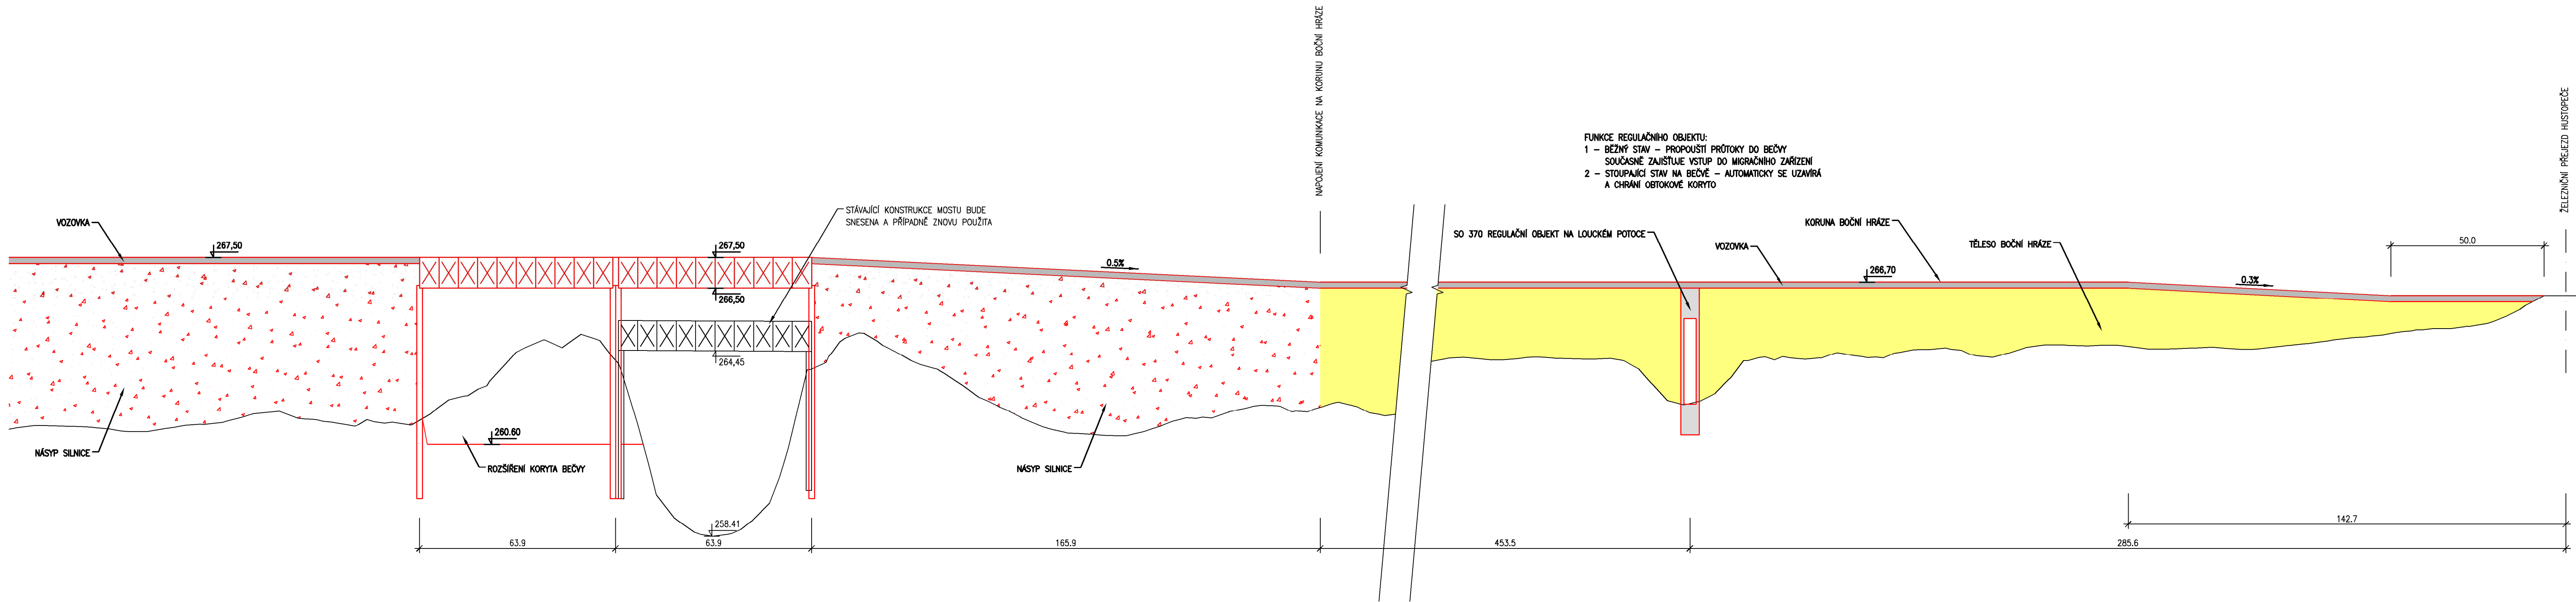 NAPOJENÍ KOMUNIKACE NA KORUNU BOČNÍ HRÁZE
ŽELEZNIČNÍ PŘEJEZD HUSTOPEČE
FUNKCE REGULAČNÍHO OBJEKTU:
1 – BĚŽNÝ STAV – PROPOUŠTÍ PRŮTOKY DO BEČVY
SOUČASNĚ ZAJIŠŤUJE VSTUP DO MIGRAČNÍHO ZAŘÍZENÍ
2 – STOUPAJÍCÍ STAV NA BEČVĚ – AUTOMATICKY SE UZAVÍRÁ
A CHRÁNÍ OBTOKOVÉ KORYTO
STÁVAJÍCÍ KONSTRUKCE MOSTU BUDE
SNESENA A PŘÍPADNĚ ZNOVU POUŽITA
VOZOVKA
267,50
267,50
266,50
264,45
0.5%
SO 370 REGULAČNÍ OBJEKT NA LOUCKÉM POTOCE
VOZOVKA
KORUNA BOČNÍ HRÁZE
266,70
TĚLESO BOČNÍ HRÁZE
0.3%
50.0
NÁSYP SILNICE
260.60
ROZŠÍŘENÍ KORYTA BEČVY
258.41
NÁSYP SILNICE
142.7
63.9
63.9
165.9
453.5
285.6